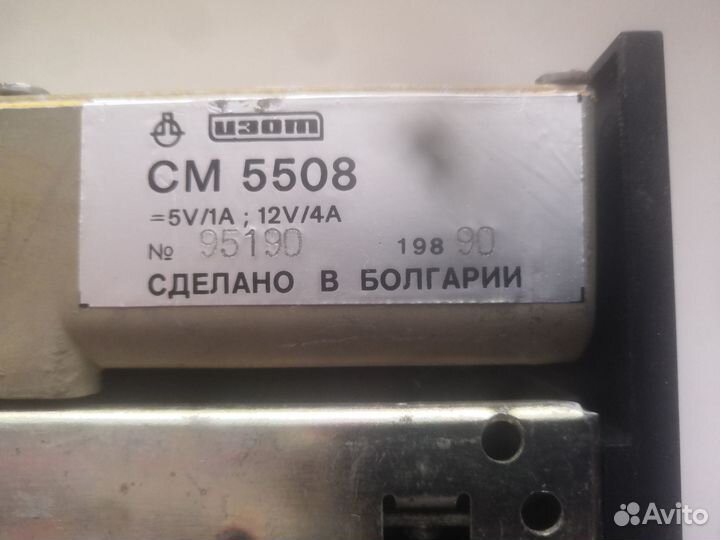 изот
СМ 5508
=5V/1A ; 12V/4A
№ 95190 198 90
СДЕЛАНО В БОЛГАРИИ
Avito